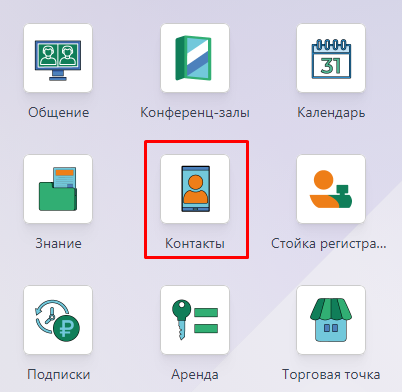 31
Общение
Конференц-залы
Календарь
Знание
Контакты
Стойка регистра...
₽
Подписки
Аренда
Торговая точка